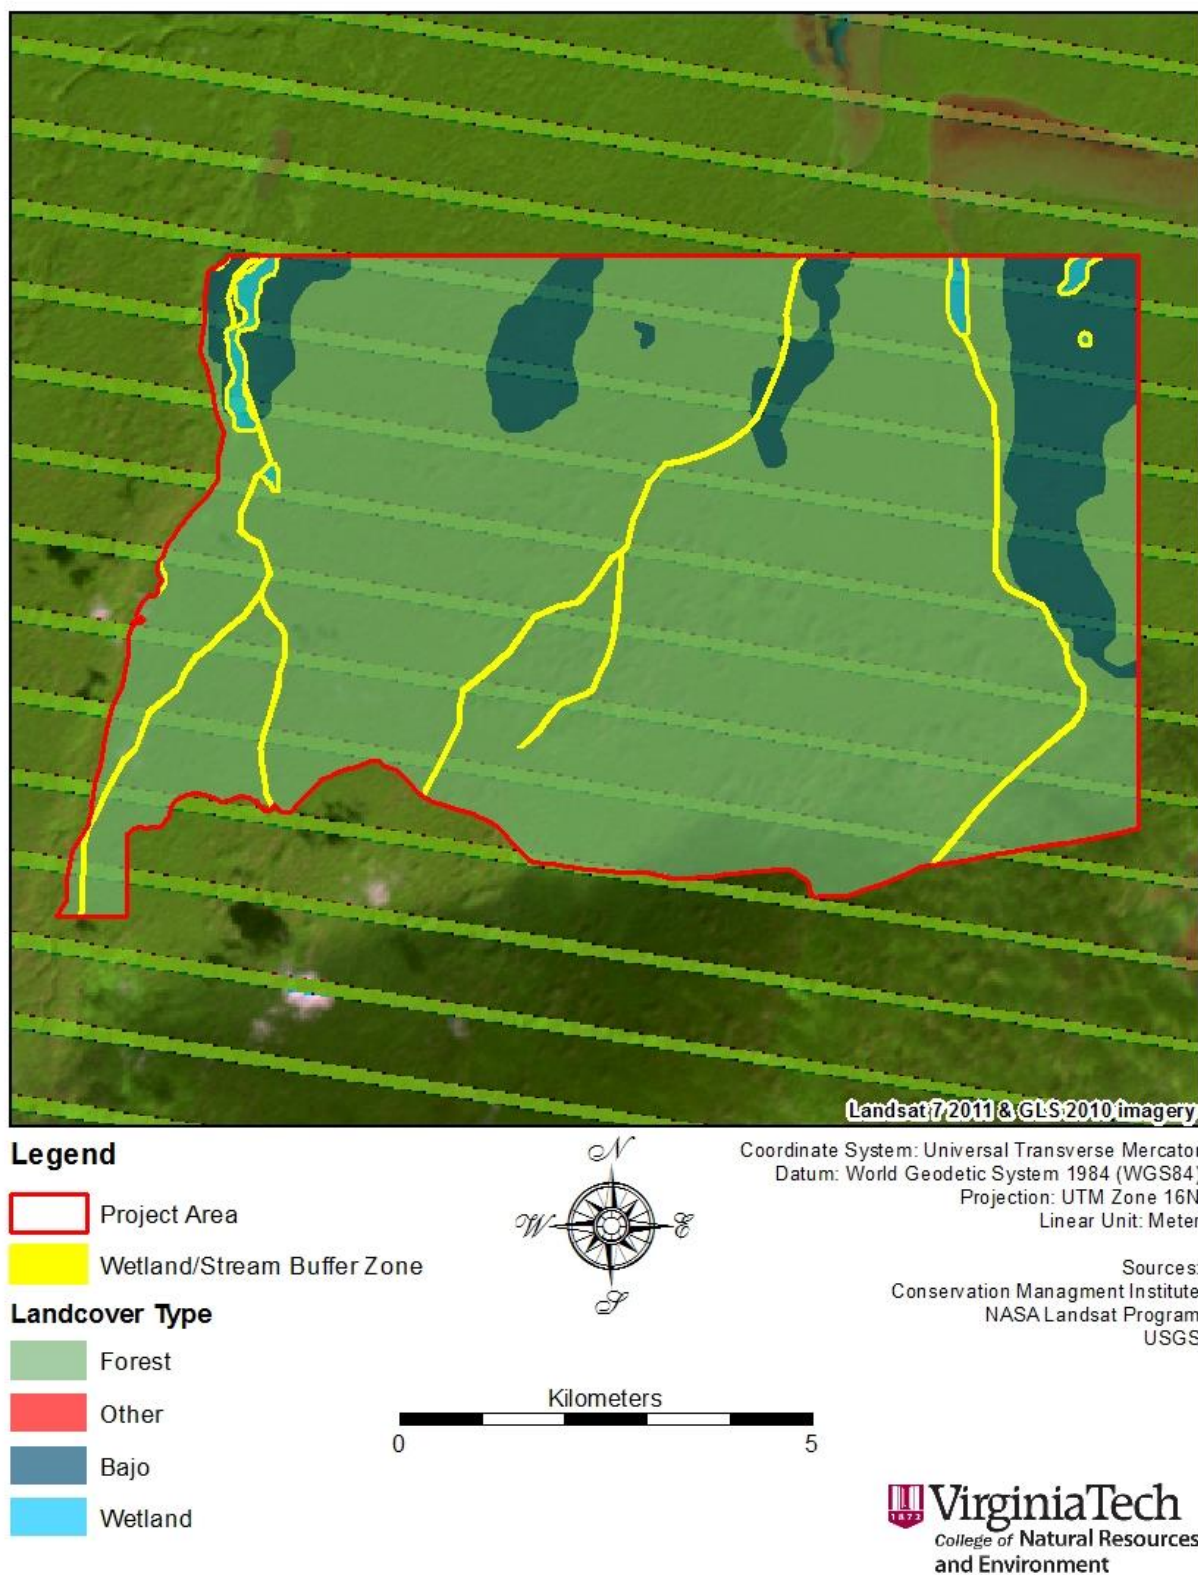 Landsat 7 2011 & GLS 2010 imagery
Legend
Project Area
Wetland/Stream Buffer Zone
Landcover Type
Forest
Other
Bajo
Wetland
N
W
E
S
Kilometers
0 5
Coordinate System: Universal Transverse Mercator
Datum: World Geodetic System 1984 (WGS84)
Projection: UTM Zone 16N
Linear Unit: Meter
Sources:
Conservation Managment Institute
NASA Landsat Program
USGS
1872
VirginiaTech
College of Natural Resources
and Environment